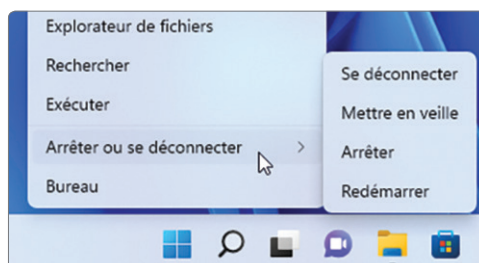 Explorateur de fichiers
Rechercher
Exécuter
Arrêter ou se déconnecter
Bureau
Se déconnecter
Mettre en veille
Arrêter
Redémarrer